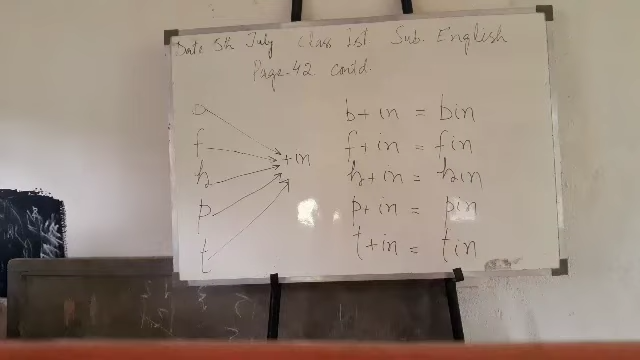 Date 5th July Class 1st Sub. English
Page-42 contd.
f
h
p
t
+in
b+in = bin
f+in = fin
h+in = hin
p+in = pin
t+in = tin